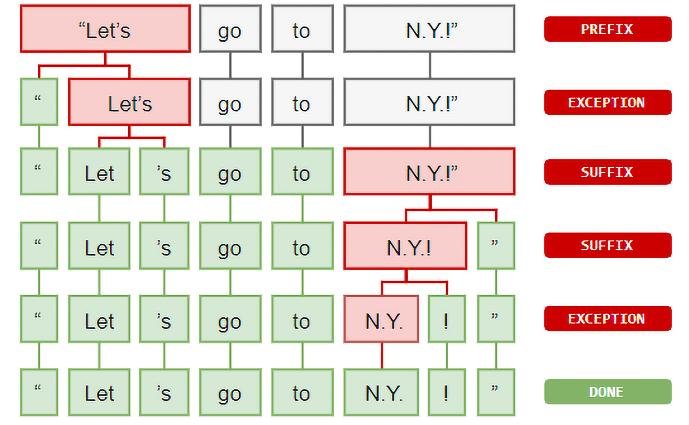 “Let’s go to N.Y.!” PREFIX
“ Let’s go to N.Y.!” EXCEPTION
“ Let ’s go to N.Y.!” SUFFIX
“ Let ’s go to N.Y.! ” SUFFIX
“ Let ’s go to N.Y. ! ” EXCEPTION
“ Let ’s go to N.Y. ! ” DONE